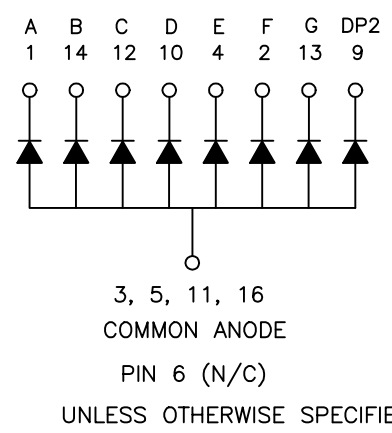 A B C D E F G DP2
1 14 12 10 4 2 13 9
3, 5, 11, 16
COMMON ANODE
PIN 6 (N/C)
UNLESS OTHERWISE SPECIFIE